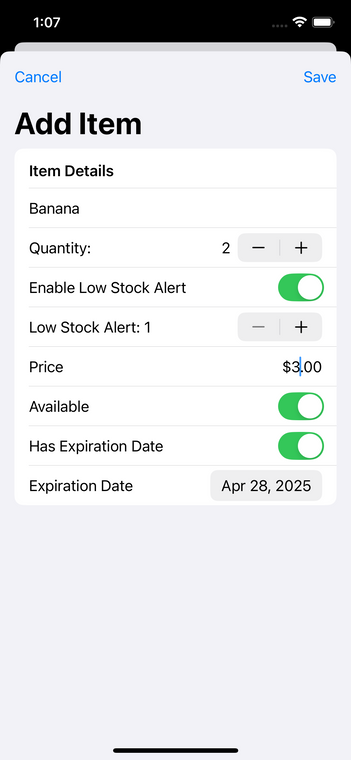 1:07
Cancel Save
Add Item
Item Details
Banana
Quantity: 2 − +
Enable Low Stock Alert
Low Stock Alert: 1 − +
Price $3.00
Available
Has Expiration Date
Expiration Date Apr 28, 2025